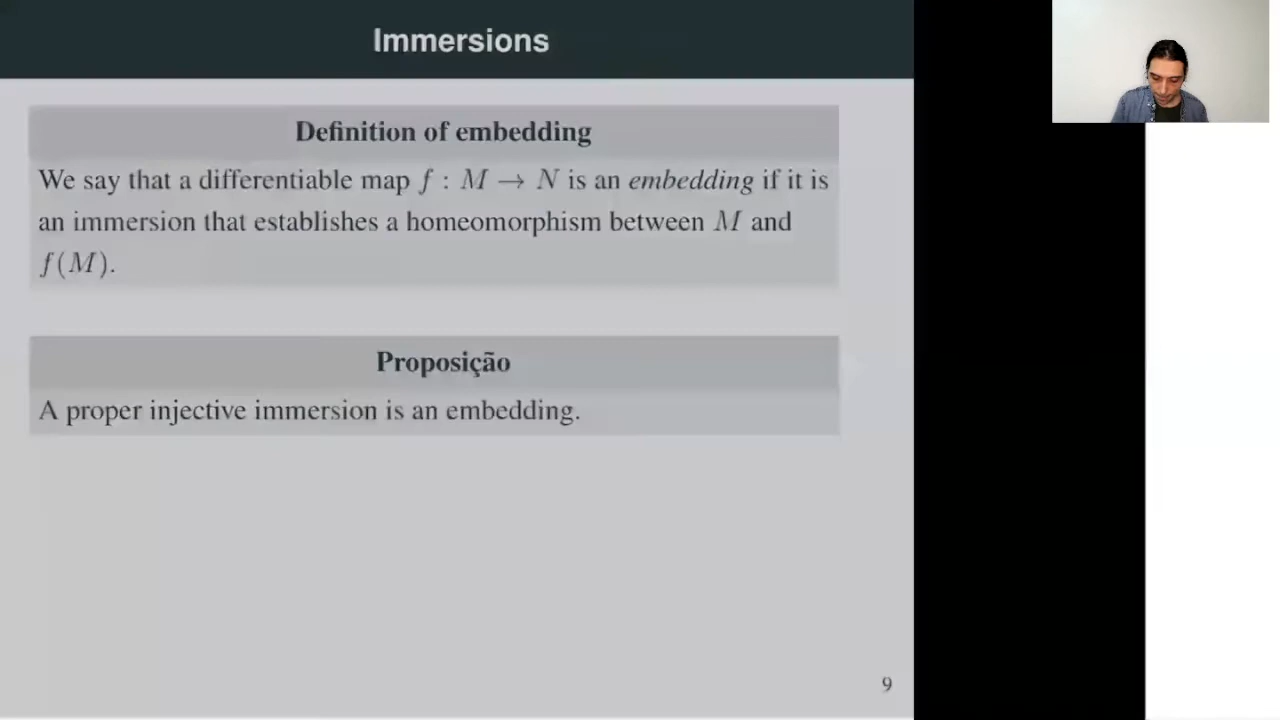 Immersions
Definition of embedding
We say that a differentiable map f : M → N is an embedding if it is
an immersion that establishes a homeomorphism between M and
f(M).
Proposição
A proper injective immersion is an embedding.
9